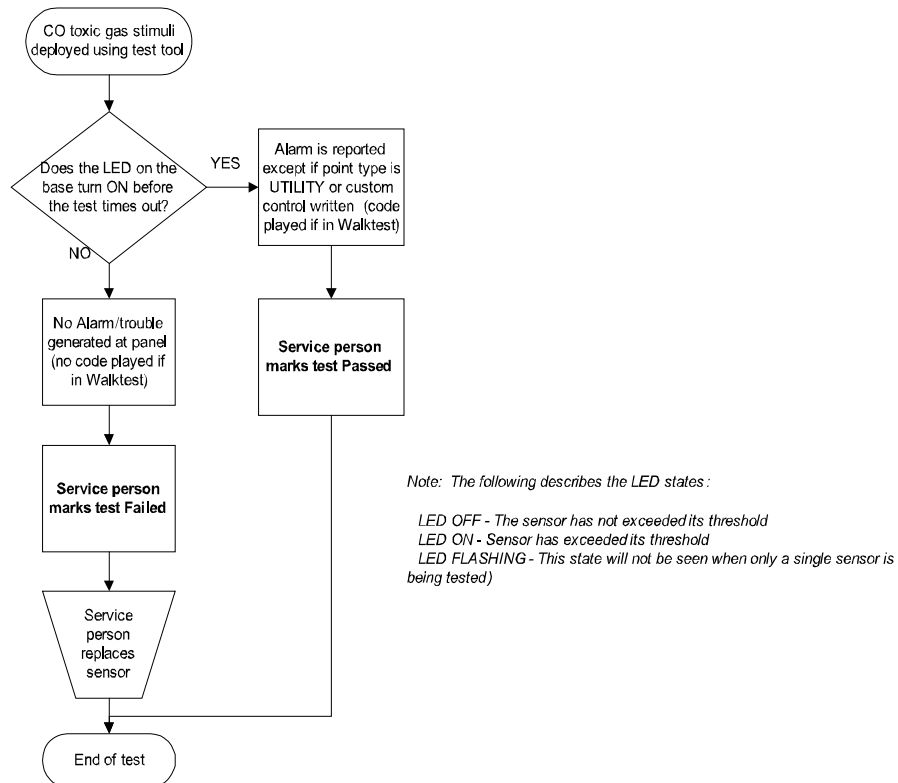 CO toxic gas stimuli
deployed using test tool
Does the LED on the
base turn ON before
the test times out?
YES
Alarm is reported
except if point type is
UTILITY or custom
control written (code
played if in Walktest)
NO
No Alarm/trouble
generated at panel
(no code played if
in Walktest)
Service person
marks test Passed
Service person
marks test Failed
Note: The following describes the LED states :
LED OFF - The sensor has not exceeded its threshold
LED ON - Sensor has exceeded its threshold
LED FLASHING - This state will not be seen when only a single sensor is
being tested)
Service
person
replaces
sensor
End of test